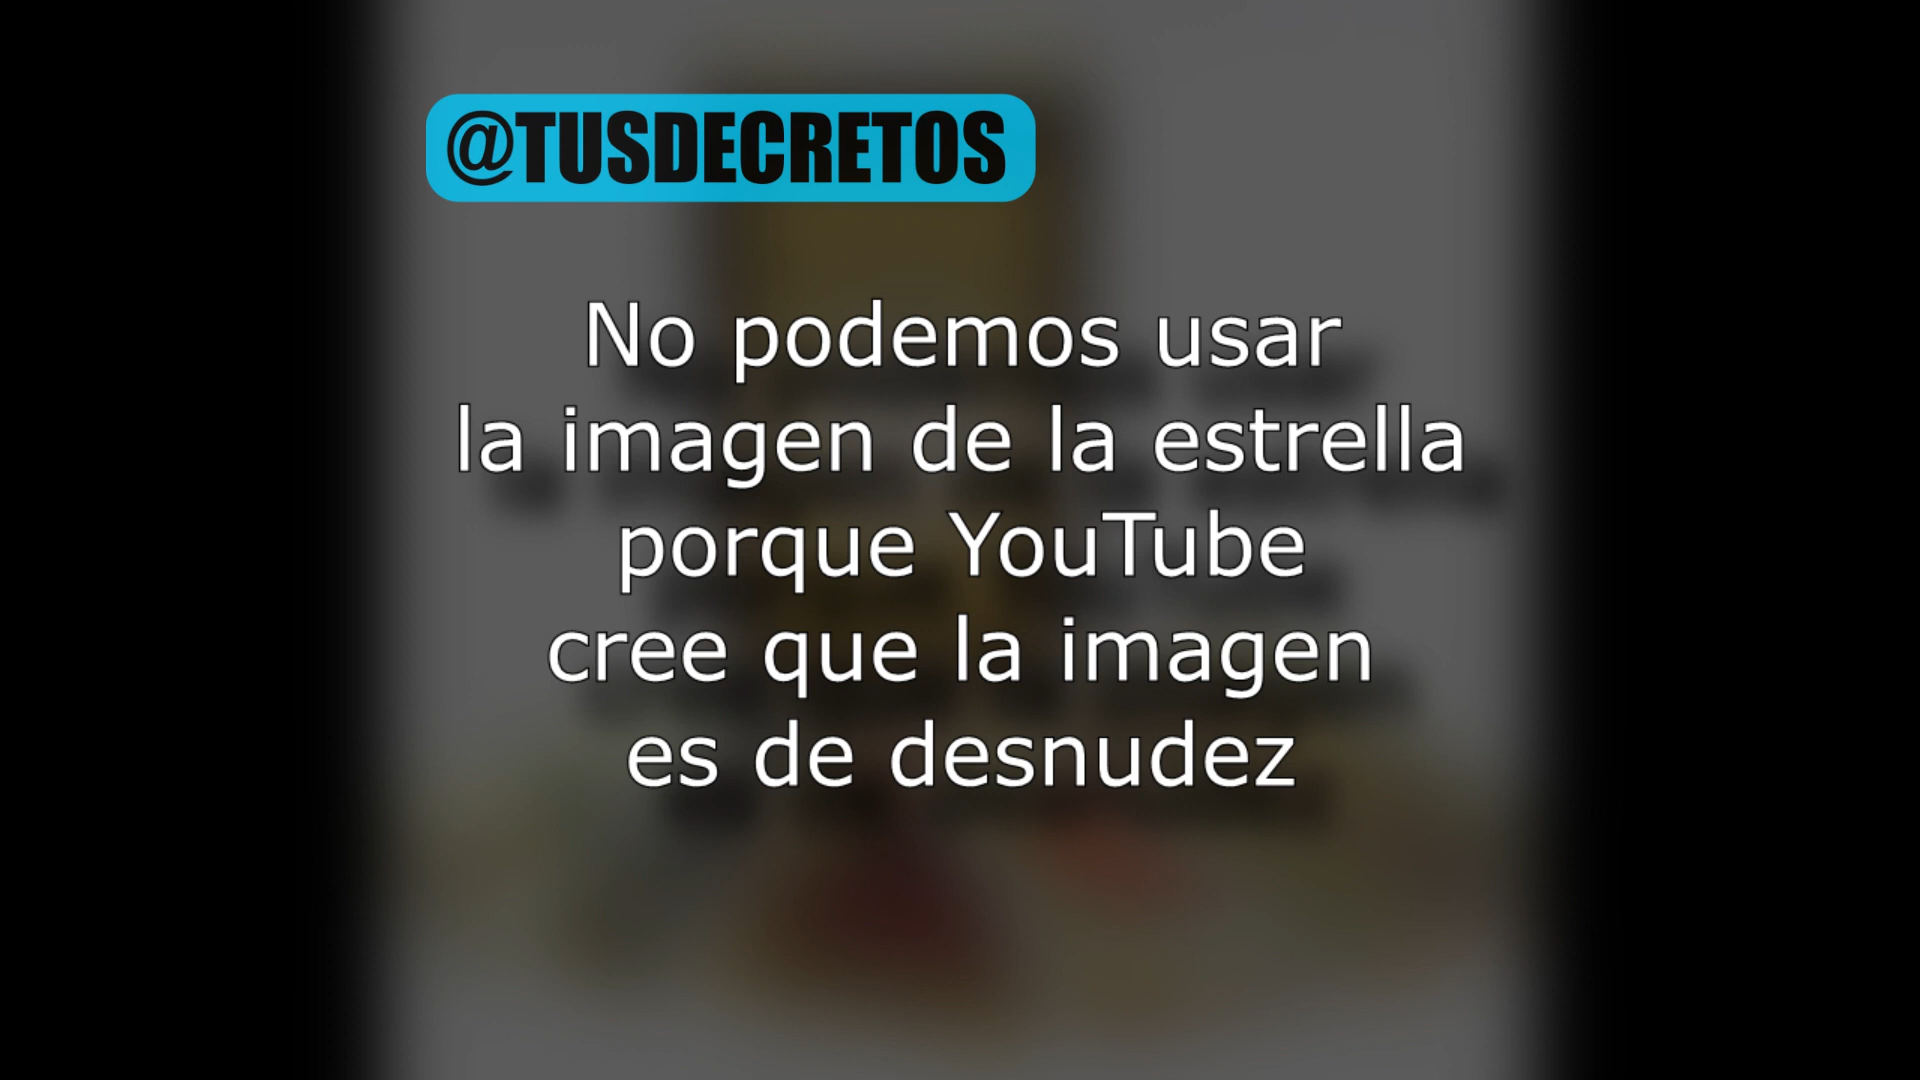 @TUSDECRETOS
No podemos usar
la imagen de la estrella
porque YouTube
cree que la imagen
es de desnudez